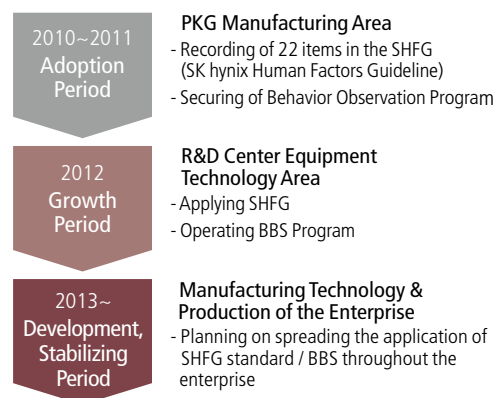 2010~2011
Adoption
Period
PKG Manufacturing Area
- Recording of 22 items in the SHFG
(SK hynix Human Factors Guideline)
- Securing of Behavior Observation Program
2012
Growth
Period
R&D Center Equipment
Technology Area
- Applying SHFG
- Operating BBS Program
2013~
Development,
Stabilizing
Period
Manufacturing Technology &
Production of the Enterprise
- Planning on spreading the application of
SHFG standard / BBS throughout the
enterprise